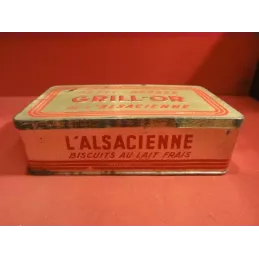 GRILL-OR
L'ALSACIENNE
L'ALSACIENNE
BISCUITS AU LAIT FRAIS